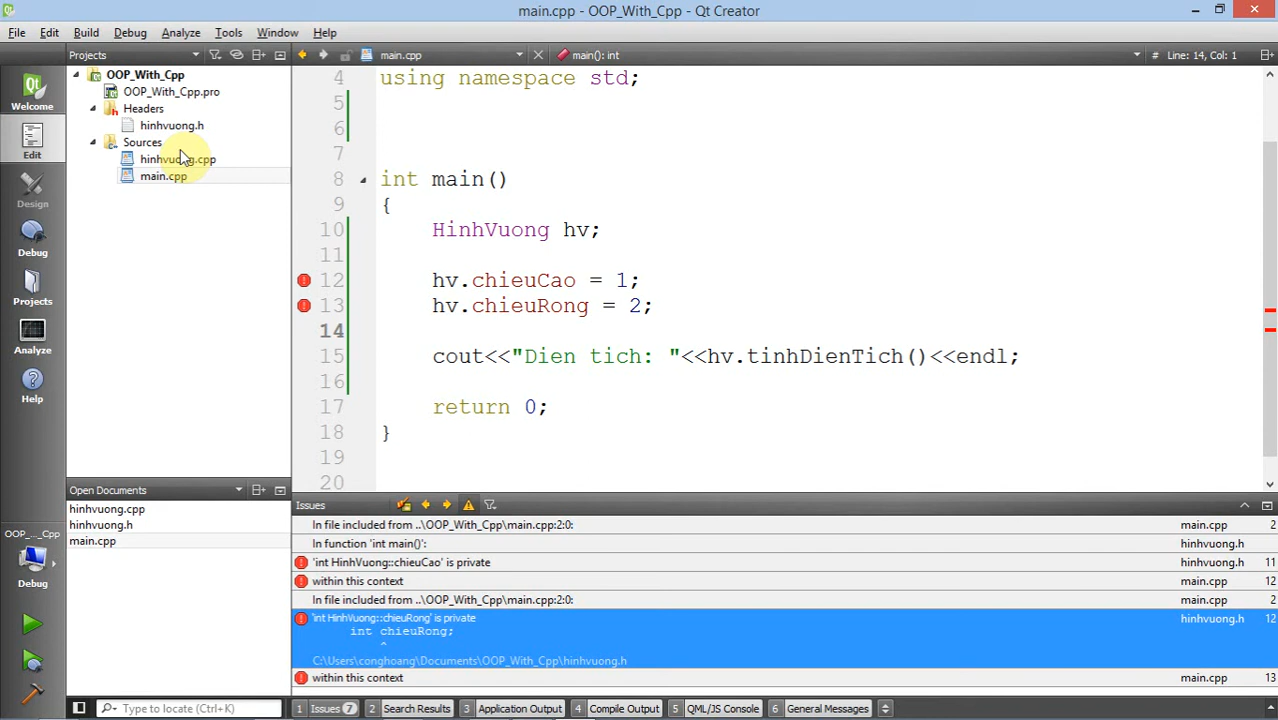 main.cpp - OOP_With_Cpp - Qt Creator
File Edit Build Debug Analyze Tools Window Help
Projects
main.cpp
main(): int
# Line: 14, Col: 1
Welcome
Edit
Design
Debug
Projects
Analyze
Help
OOP_..._Cpp
Debug
OOP_With_Cpp
OOP_With_Cpp.pro
Headers
hinhvuong.h
Sources
hinhvuong.cpp
main.cpp
Open Documents
hinhvuong.cpp
hinhvuong.h
main.cpp
4 using namespace std;
5
6
7
8 int main()
9 {
10 HinhVuong hv;
11
12 hv.chieuCao = 1;
13 hv.chieuRong = 2;
14
15 cout<<"Dien tich: "<<hv.tinhDienTich()<<endl;
16
17 return 0;
18 }
19
20
Issues
In file included from ..\OOP_With_Cpp\main.cpp:2:0: main.cpp 2
In function 'int main()': hinhvuong.h
'int HinhVuong::chieuCao' is private hinhvuong.h 11
within this context main.cpp 12
In file included from ..\OOP_With_Cpp\main.cpp:2:0: main.cpp 2
'int HinhVuong::chieuRong' is private hinhvuong.h 12
int chieuRong;
^
C:\Users\conghoang\Documents\OOP_With_Cpp\hinhvuong.h
within this context main.cpp 13
Type to locate (Ctrl+K) 1 Issues 7 2 Search Results 3 Application Output 4 Compile Output 5 QML/JS Console 6 General Messages